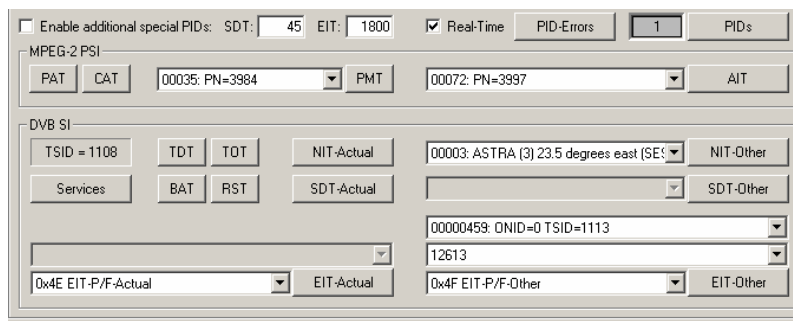 Enable additional special PIDs: SDT: 45 EIT: 1800 Real-Time PID-Errors 1 PIDs
MPEG-2 PSI
PAT CAT 00035: PN=3984 PMT 00072: PN=3997 AIT
DVB SI
TSID = 1108 TDT TOT NIT-Actual 00003: ASTRA (3) 23.5 degrees east (SES NIT-Other
Services BAT RST SDT-Actual SDT-Other
00000459: ONID=0 TSID=1113
12613
0x4E EIT-P/F-Actual EIT-Actual 0x4F EIT-P/F-Other EIT-Other